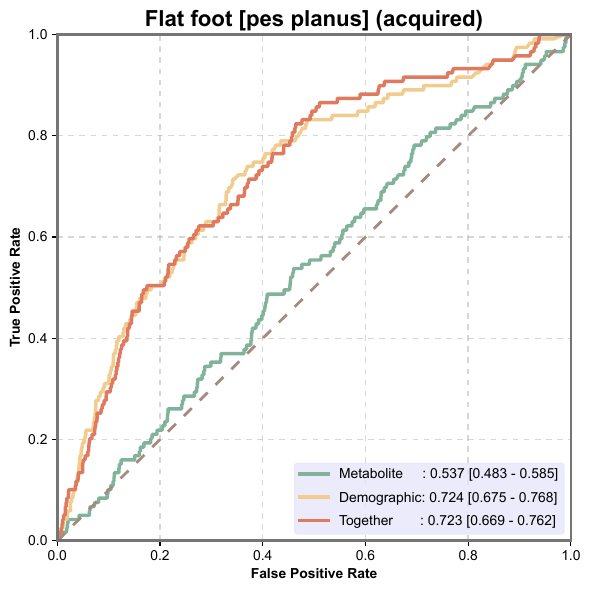 Flat foot [pes planus] (acquired)
True Positive Rate
1.0
0.8
0.6
0.4
0.2
0.0
Metabolite : 0.537 [0.483 - 0.585]
Demographic: 0.724 [0.675 - 0.768]
Together : 0.723 [0.669 - 0.762]
0.0 0.2 0.4 0.6 0.8 1.0
False Positive Rate